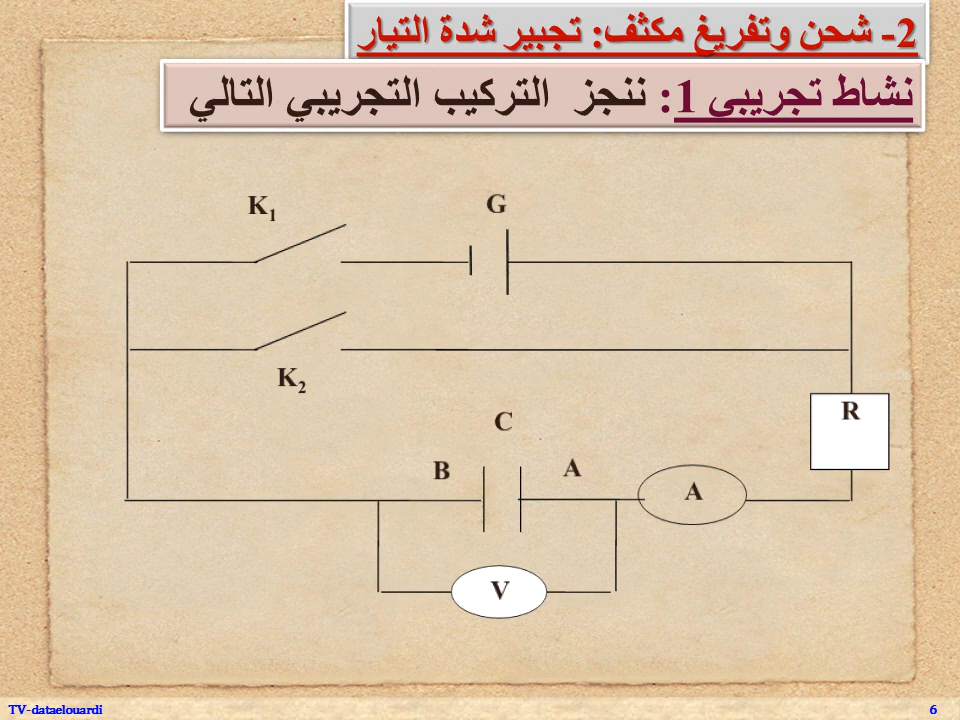 2- شحن وتفريغ مكثف: تجبير شدة التيار
نشاط تجريبي 1: ننجز التركيب التجريبي التالي
K1
G
K2
R
C
B
A
A
V
TV-dataelouardi
6